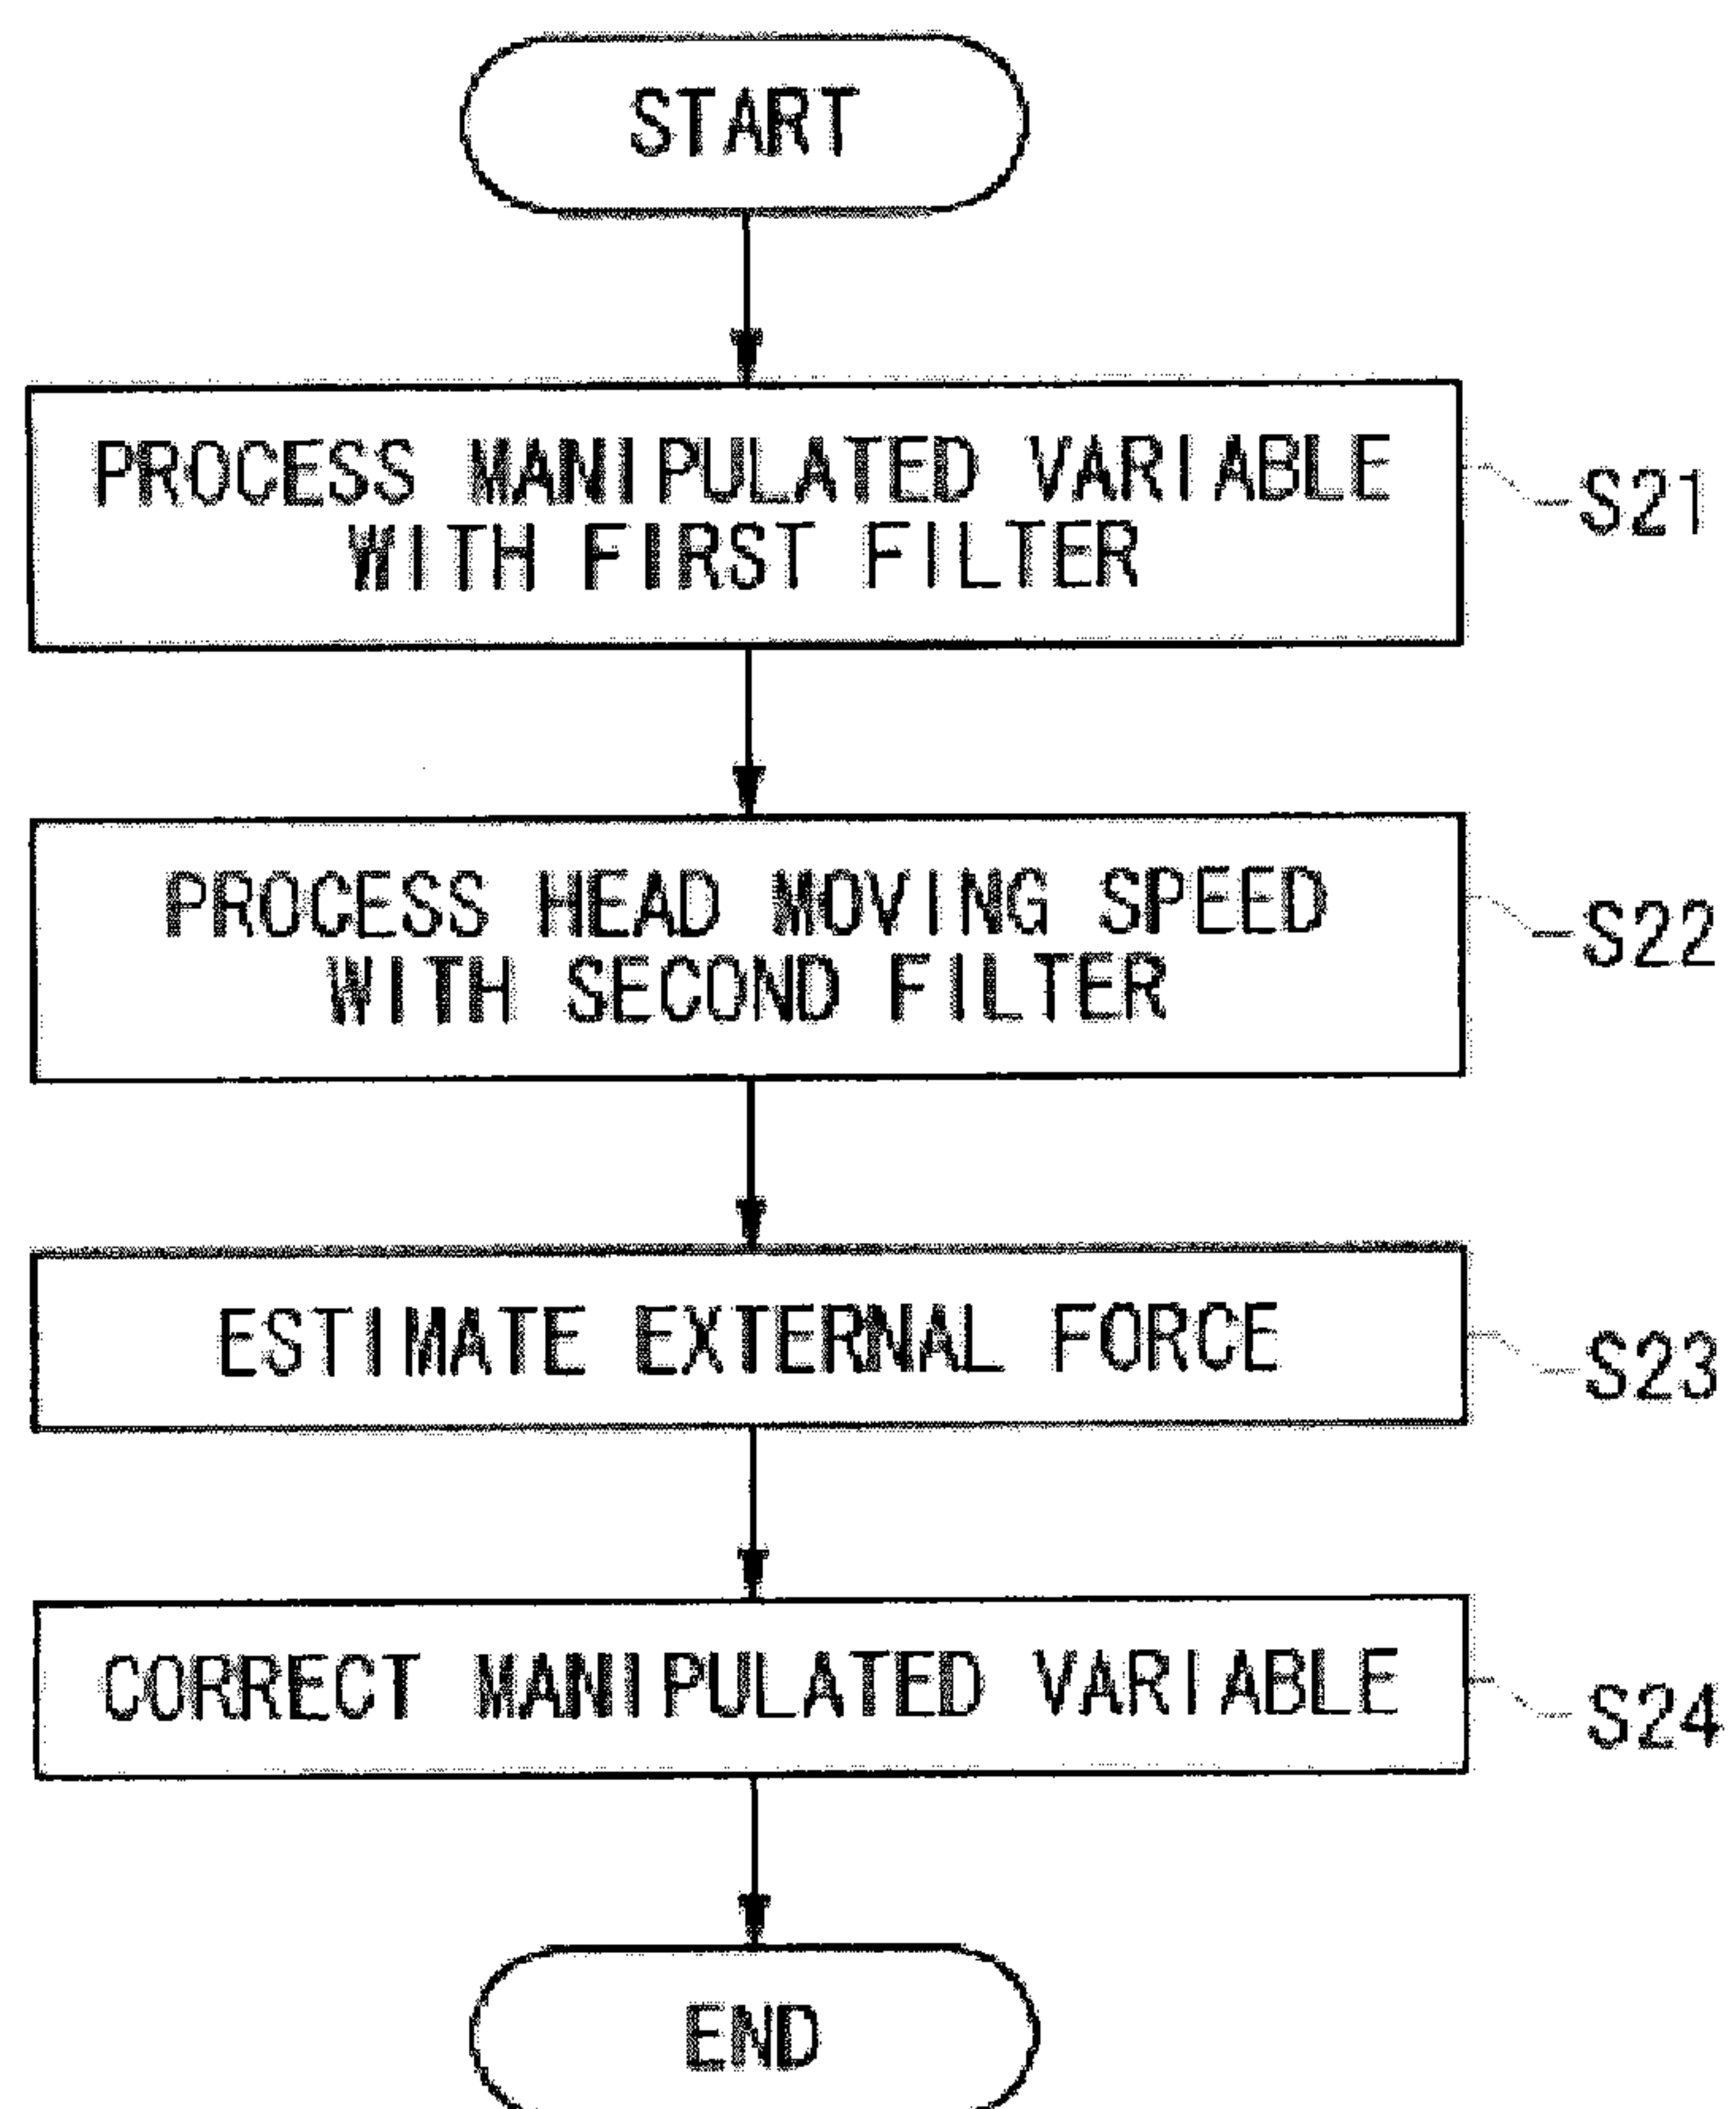 START
PROCESS MANIPULATED VARIABLE
WITH FIRST FILTER
S21
PROCESS HEAD MOVING SPEED
WITH SECOND FILTER
S22
ESTIMATE EXTERNAL FORCE
S23
CORRECT MANIPULATED VARIABLE
S24
END